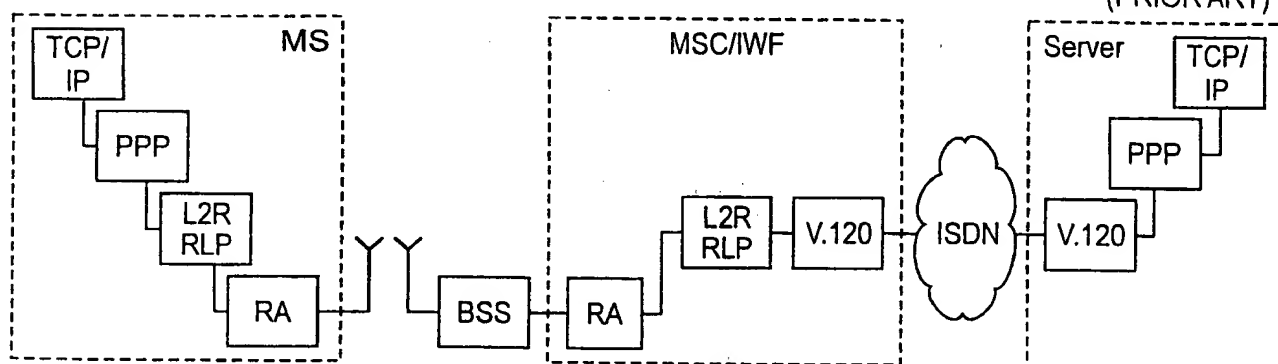 (PRIOR ART)
MS
TCP/
IP
PPP
L2R
RLP
RA
BSS
MSC/IWF
RA
L2R
RLP
V.120
ISDN
Server
TCP/
IP
PPP
V.120